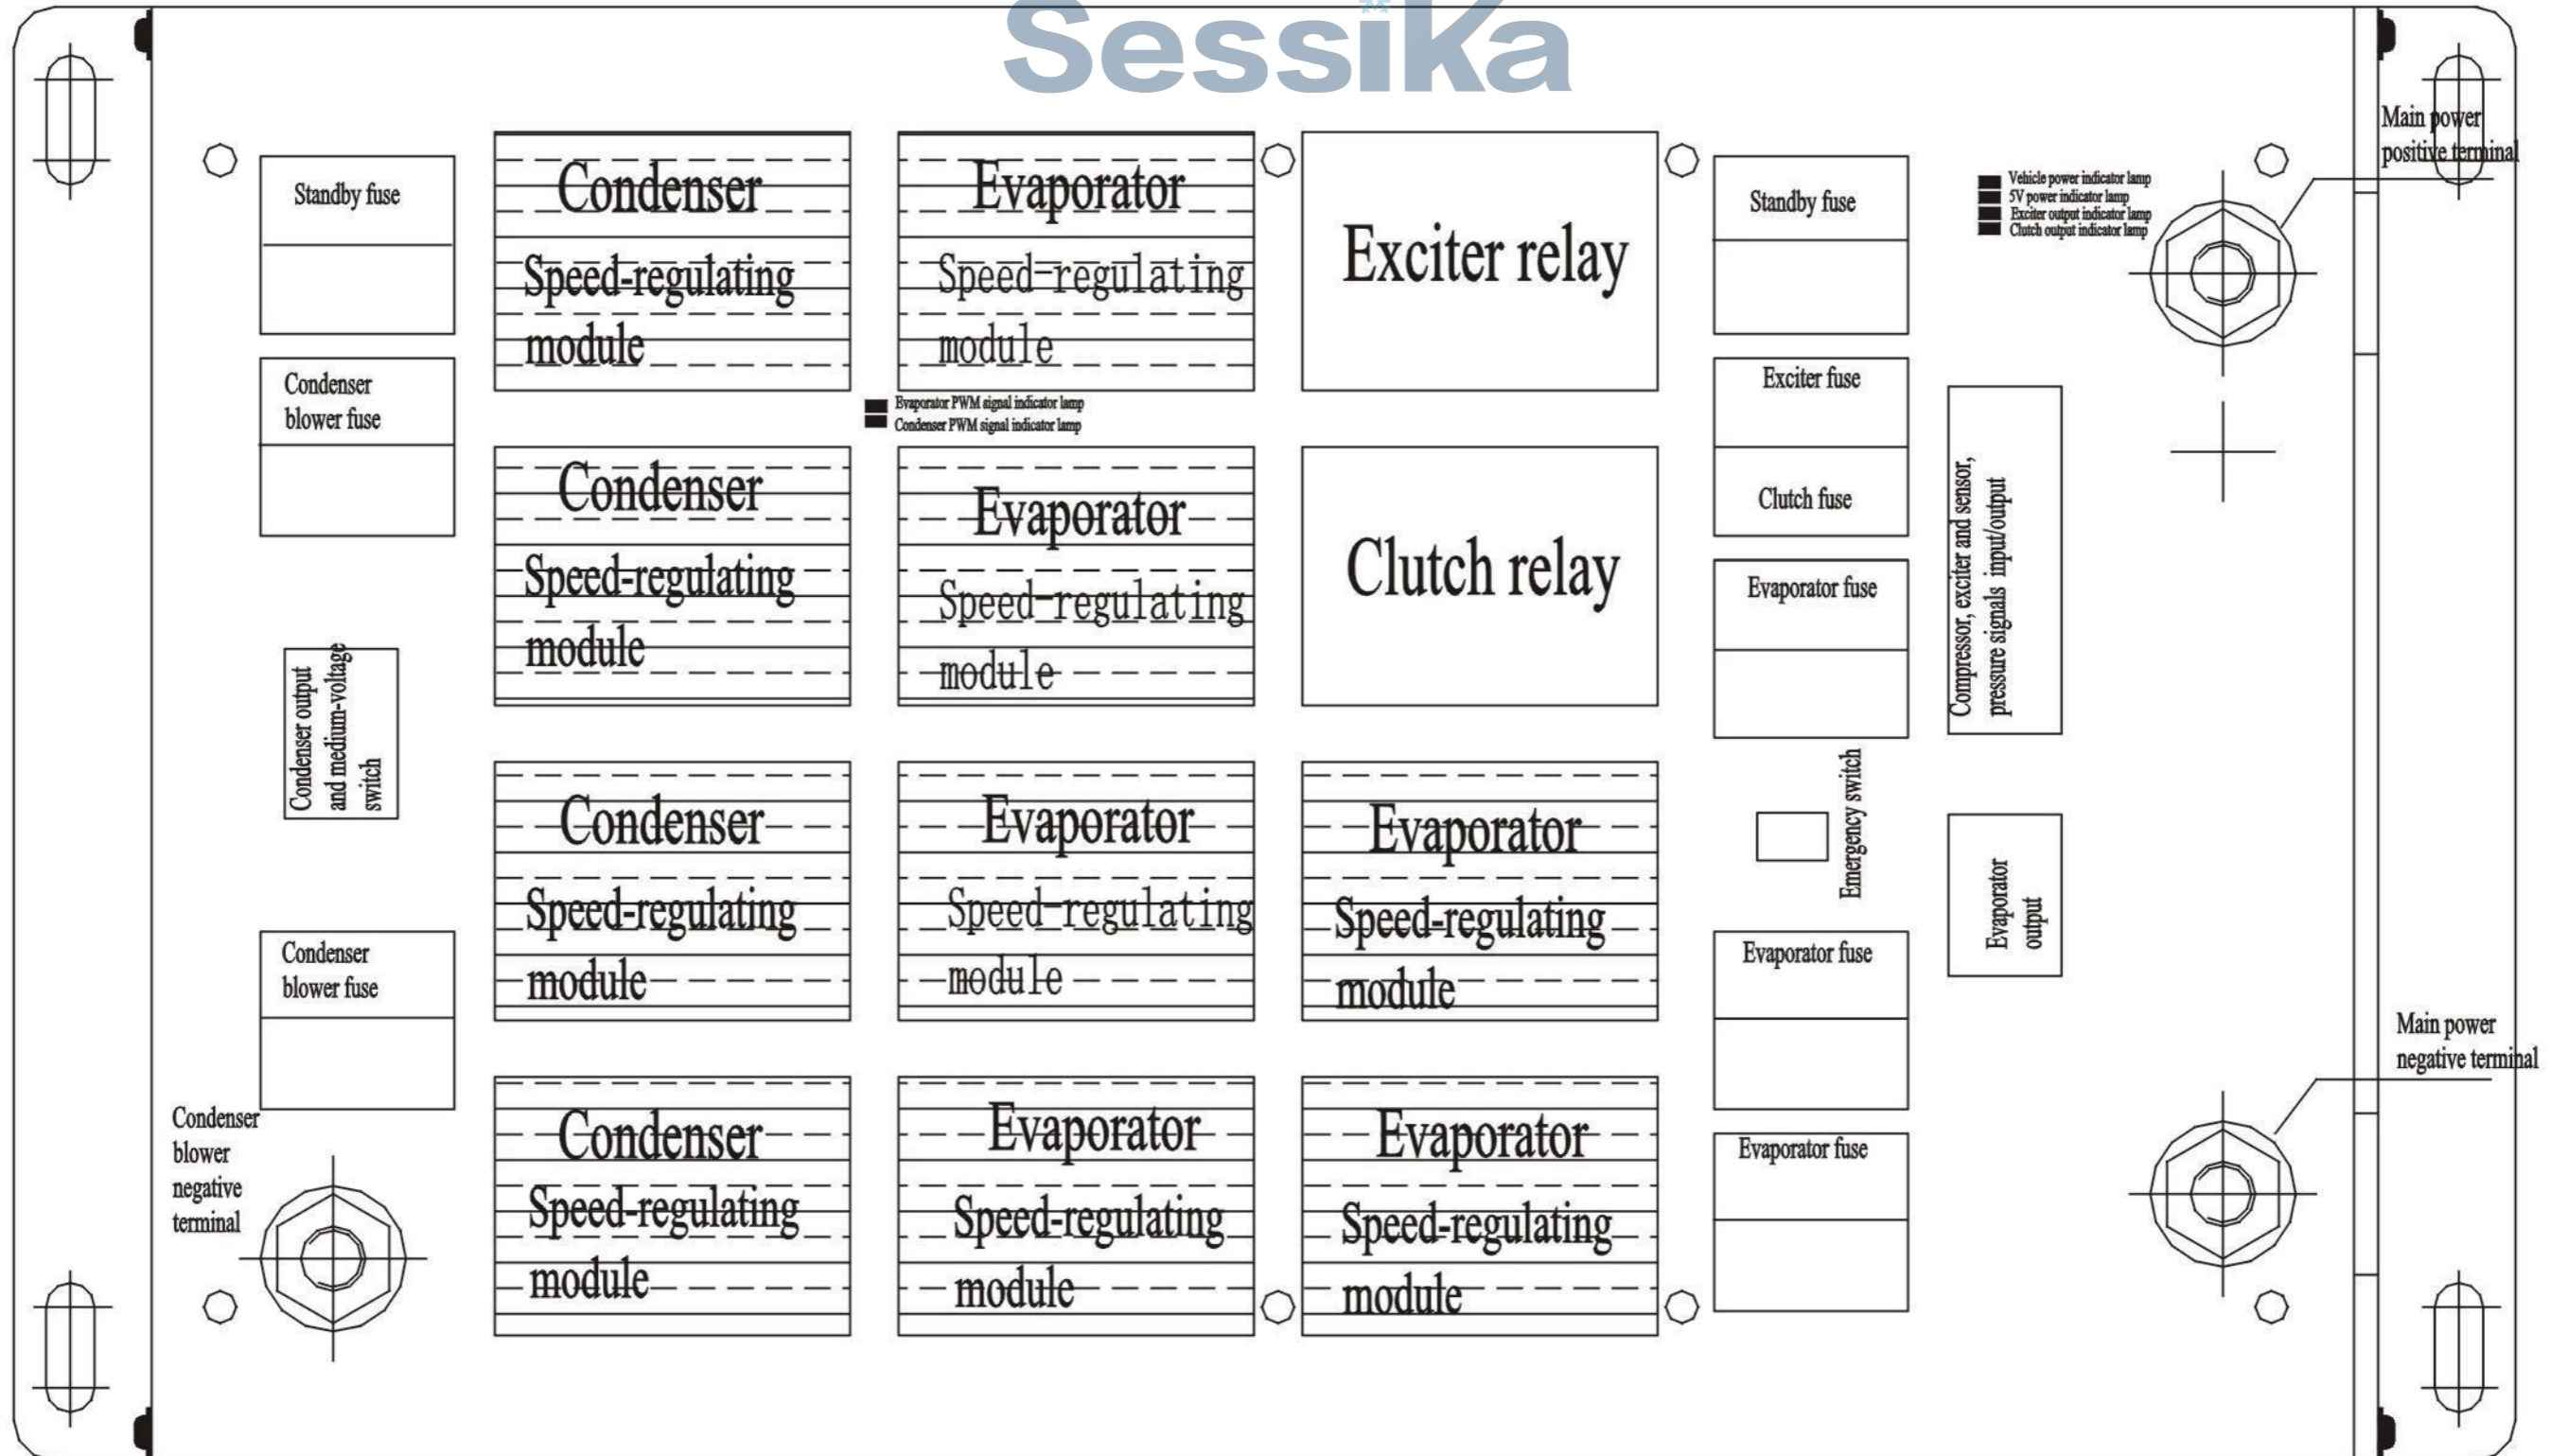 Sessika
Main power
positive terminal
Standby fuse
Condenser
Speed-regulating
module
Evaporator
Speed-regulating
module
Exciter relay
Standby fuse
Vehicle power indicator lamp
5V power indicator lamp
Exciter output indicator lamp
Clutch output indicator lamp
Condenser
blower fuse
Evaporator PWM signal indicator lamp
Condenser PWM signal indicator lamp
Exciter fuse
Clutch fuse
Condenser
Speed-regulating
module
Evaporator
Speed-regulating
module
Clutch relay
Evaporator fuse
Compressor, exciter and sensor,
pressure signals input/output
Condenser output
and medium-voltage
switch
Condenser
Speed-regulating
module
Evaporator
Speed-regulating
module
Evaporator
Speed-regulating
module
Emergency switch
Evaporator
output
Condenser
blower fuse
Evaporator fuse
Main power
negative terminal
Condenser
blower
negative
terminal
Condenser
Speed-regulating
module
Evaporator
Speed-regulating
module
Evaporator
Speed-regulating
module
Evaporator fuse